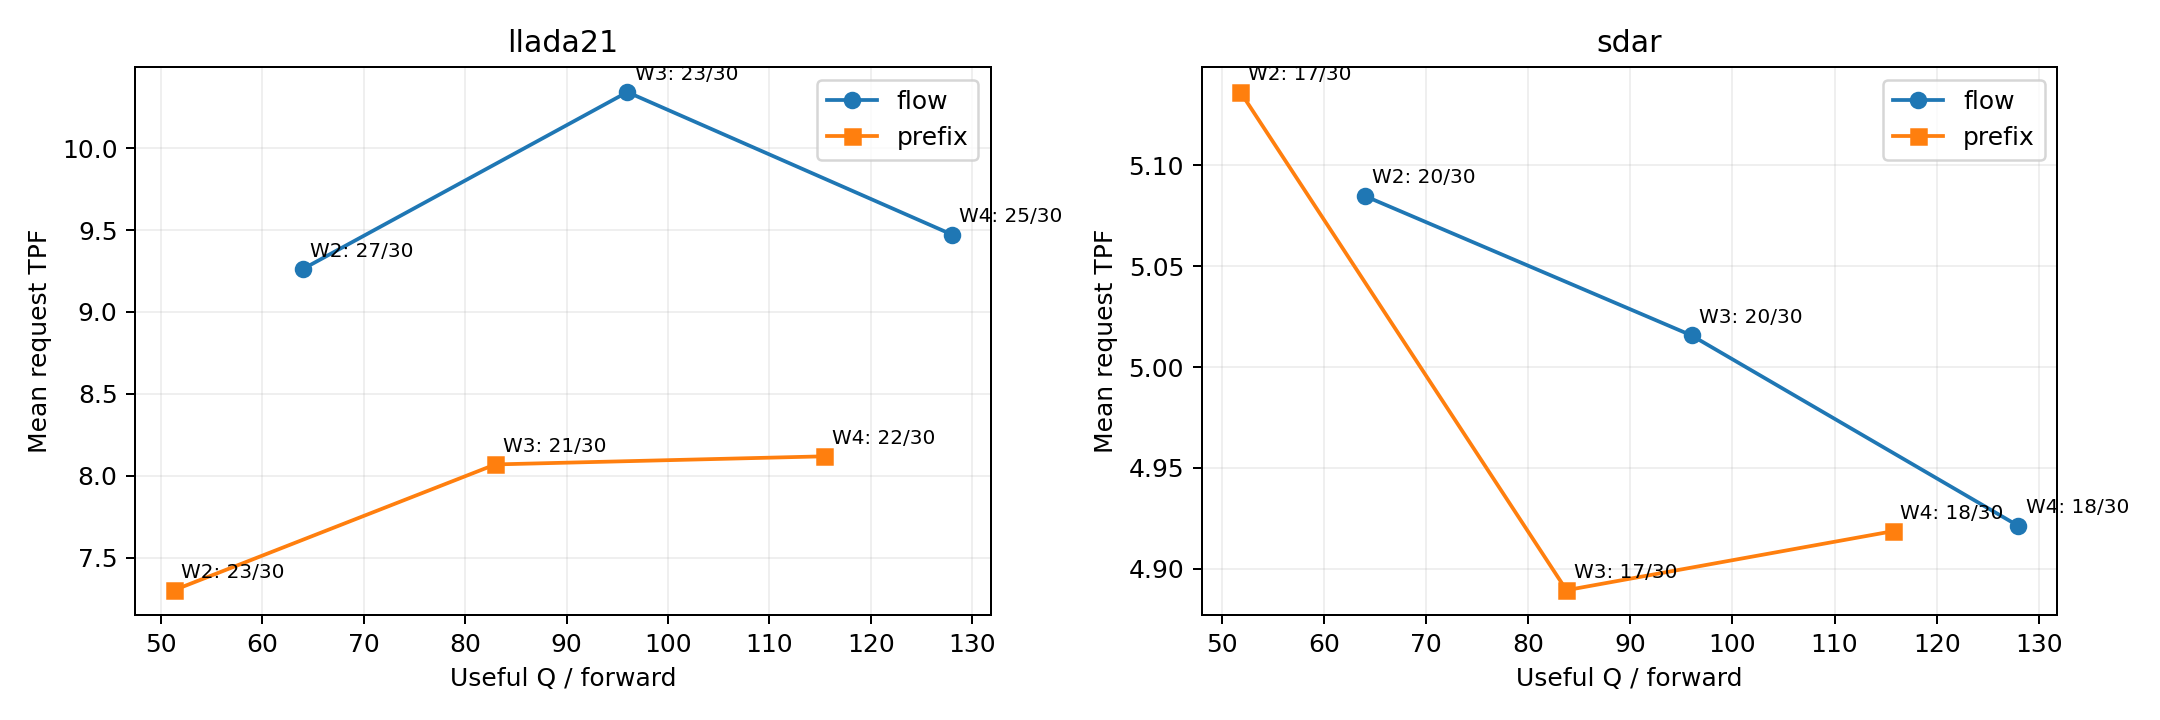 llada21
W3: 23/30
flow
prefix
10.0
W4: 25/30
9.5
W2: 27/30
9.0
8.5
W3: 21/30
W4: 22/30
8.0
7.5
W2: 23/30
Mean request TPF
50 60 70 80 90 100 110 120 130
Useful Q / forward
sdar
W2: 17/30
flow
prefix
5.10
W2: 20/30
5.05
W3: 20/30
5.00
4.95
W4: 18/30
W4: 18/30
4.90
W3: 17/30
Mean request TPF
50 60 70 80 90 100 110 120 130
Useful Q / forward